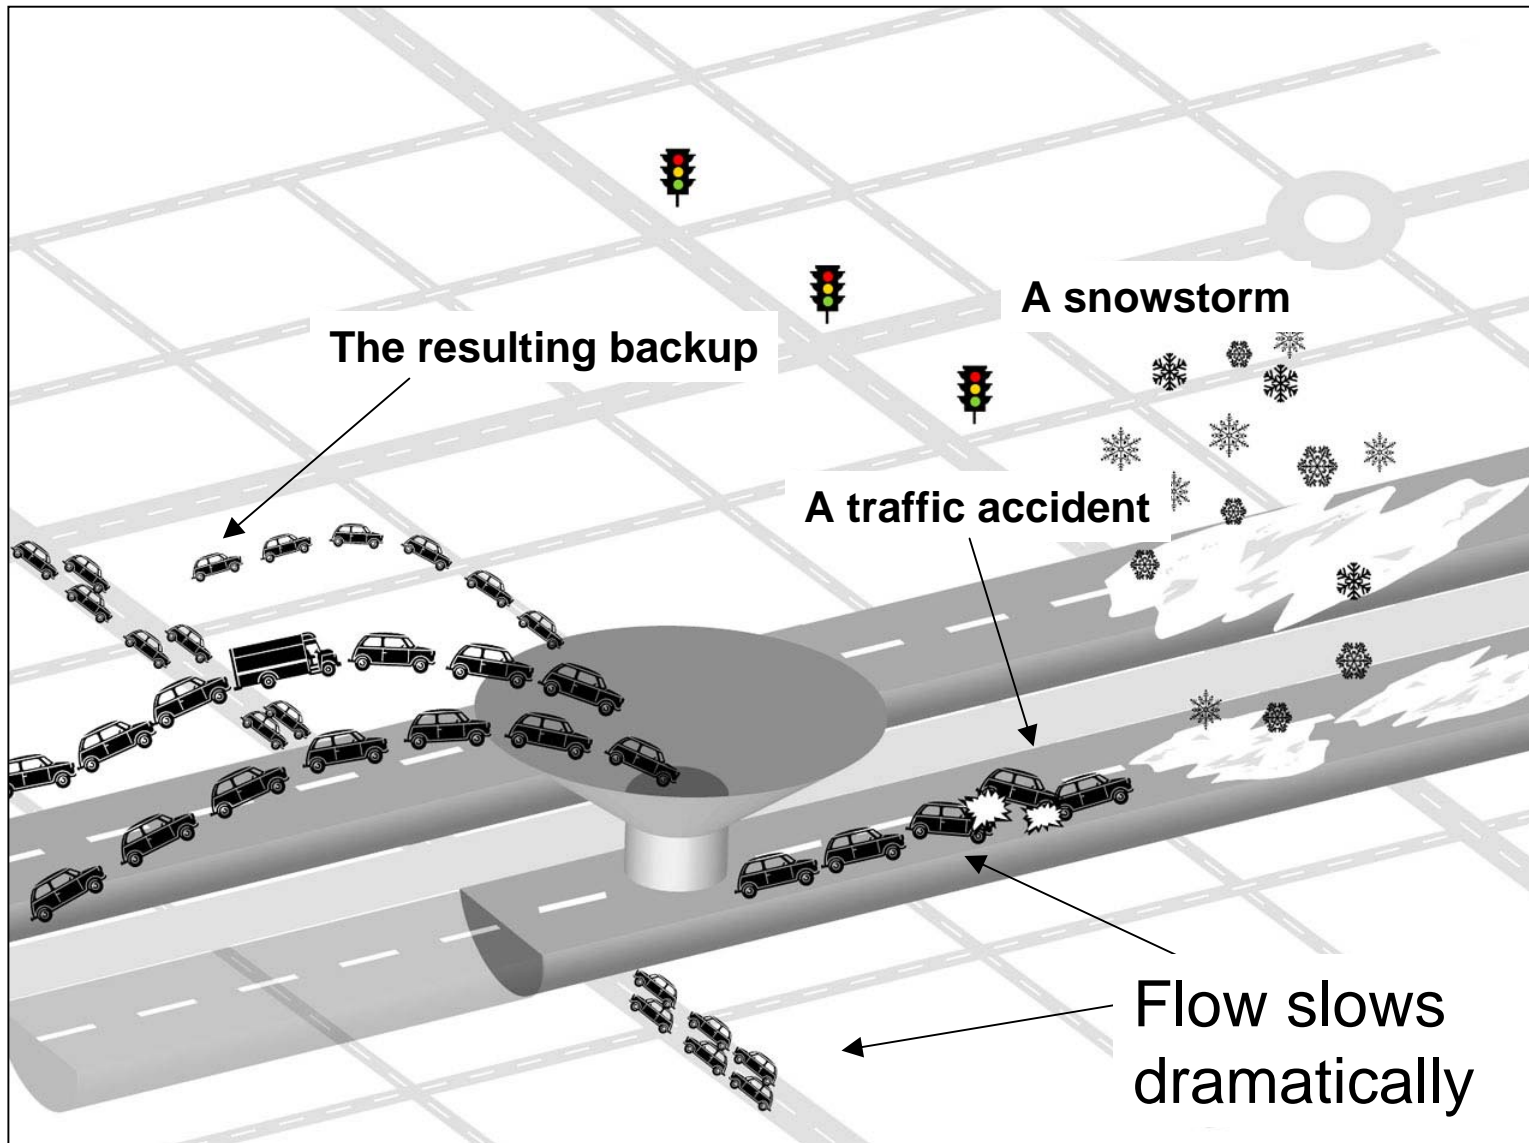 A snowstorm
The resulting backup
A traffic accident
Flow slows
dramatically